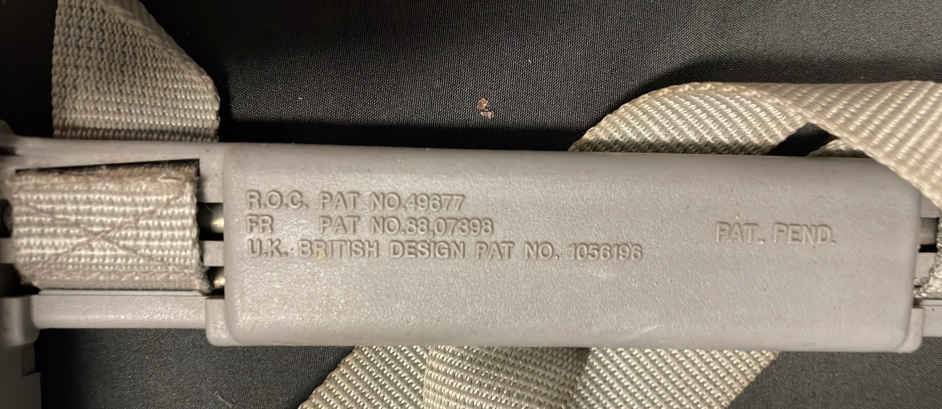 R.O.C. PAT NO.49677
FR PAT NO.88,07398
U.K. BRITISH DESIGN PAT NO. 1056196
PAT. PEND.